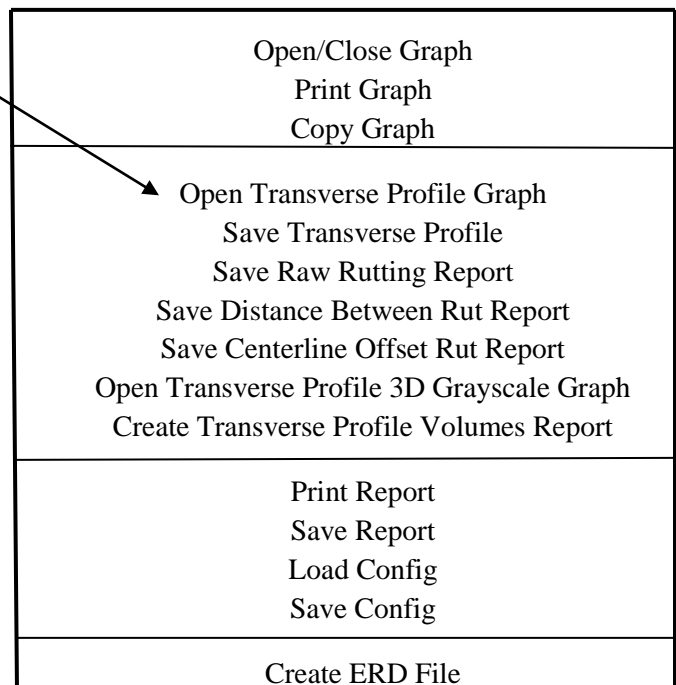 Open/Close Graph
Print Graph
Copy Graph
Open Transverse Profile Graph
Save Transverse Profile
Save Raw Rutting Report
Save Distance Between Rut Report
Save Centerline Offset Rut Report
Open Transverse Profile 3D Grayscale Graph
Create Transverse Profile Volumes Report
Print Report
Save Report
Load Config
Save Config
Create ERD File